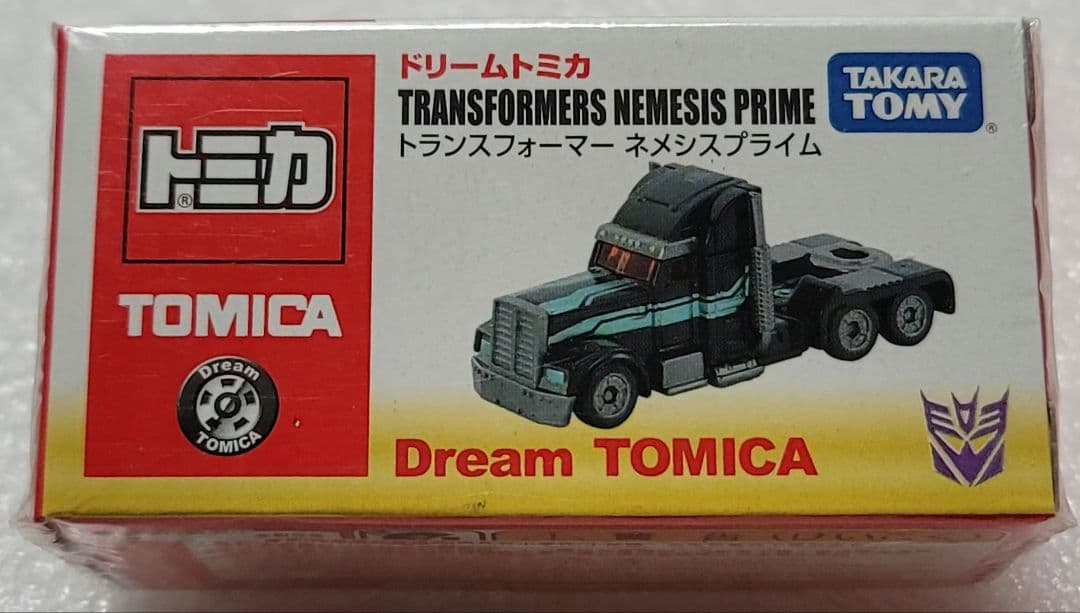 トミカ®
TOMICA
Dream
TOMICA
ドリームトミカ
TRANSFORMERS NEMESIS PRIME
トランスフォーマー ネメシスプライム
TAKARA
TOMY®
Dream TOMICA